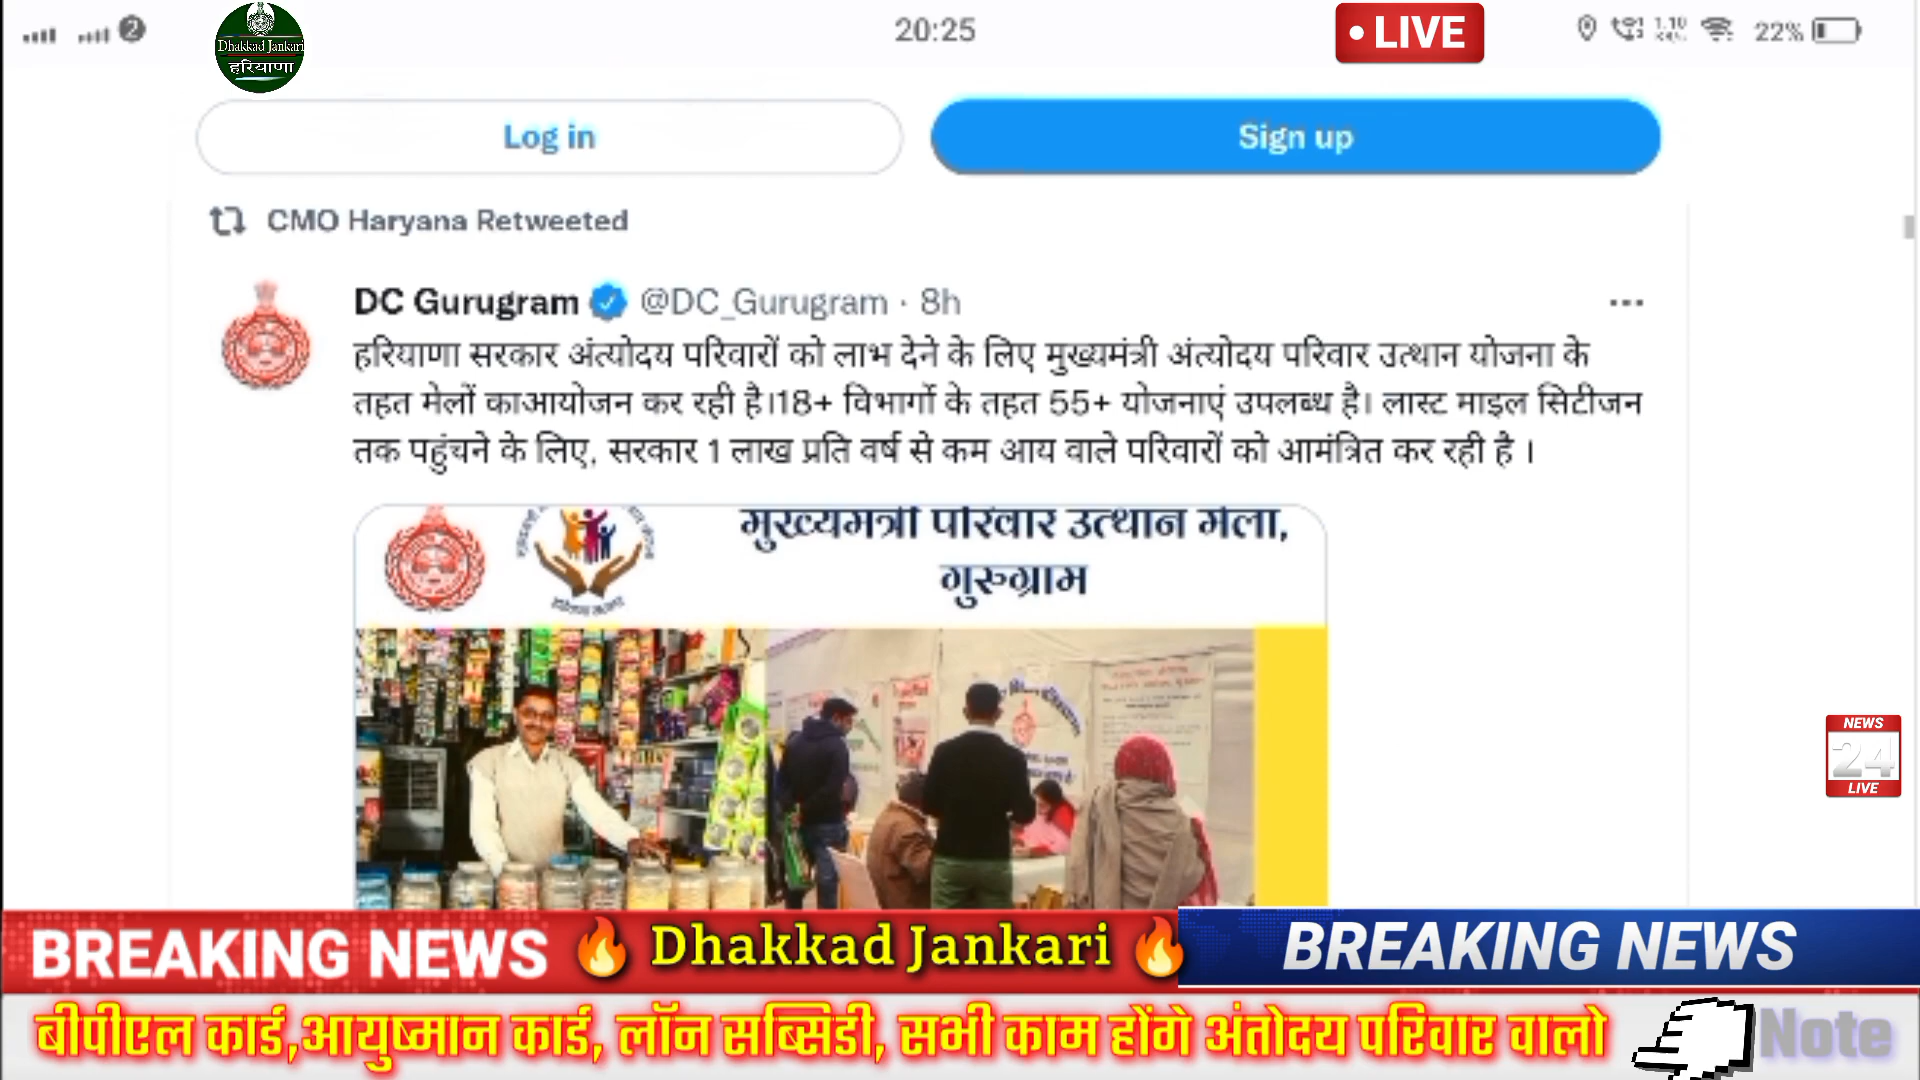 2
Dhakkad Jankari
हरियाणा
20:25
• LIVE
22%
Log in
Sign up
CMO Haryana Retweeted
DC Gurugram @DC_Gurugram · 8h
हरियाणा सरकार अंत्योदय परिवारों को लाभ देने के लिए मुख्यमंत्री अंत्योदय परिवार उत्थान योजना के
तहत मेलों काआयोजन कर रही है।18+ विभागों के तहत 55+ योजनाएं उपलब्ध है। लास्ट माइल सिटीजन
तक पहुंचने के लिए, सरकार 1 लाख प्रति वर्ष से कम आय वाले परिवारों को आमंत्रित कर रही है ।
मुख्यमंत्री परिवार उत्थान मेला,
गुरुग्राम
NEWS
24
LIVE
BREAKING NEWS 🔥 Dhakkad Jankari 🔥
BREAKING NEWS
बीपीएल कार्ड,आयुष्मान कार्ड, लॉन सब्सिडी, सभी काम होंगे अंतोदय परिवार वालो
Note